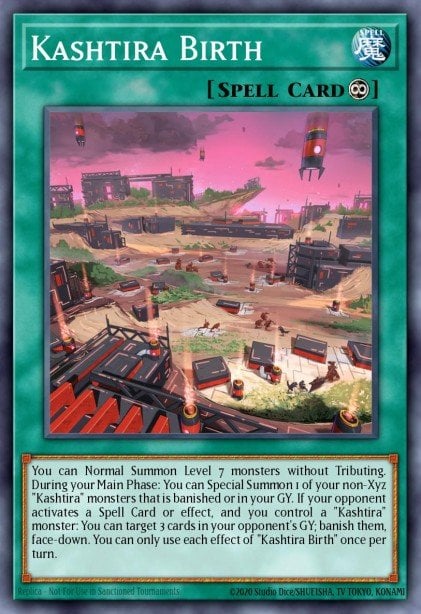 KASHTIRA BIRTH
SPELL
魔
[SPELL CARD]
You can Normal Summon Level 7 monsters without Tributing.
During your Main Phase: You can Special Summon 1 of your non-Xyz
"Kashtira" monsters that is banished or in your GY. If your opponent
activates a Spell Card or effect, and you control a "Kashtira"
monster: You can target 3 cards in your opponent's GY; banish them,
face-down. You can only use each effect of "Kashtira Birth" once per
turn.
Replica - Not For Use in Sanctioned Tournaments
©2020 Studio Dice/SHUEISHA, TV TOKYO, KONAMI